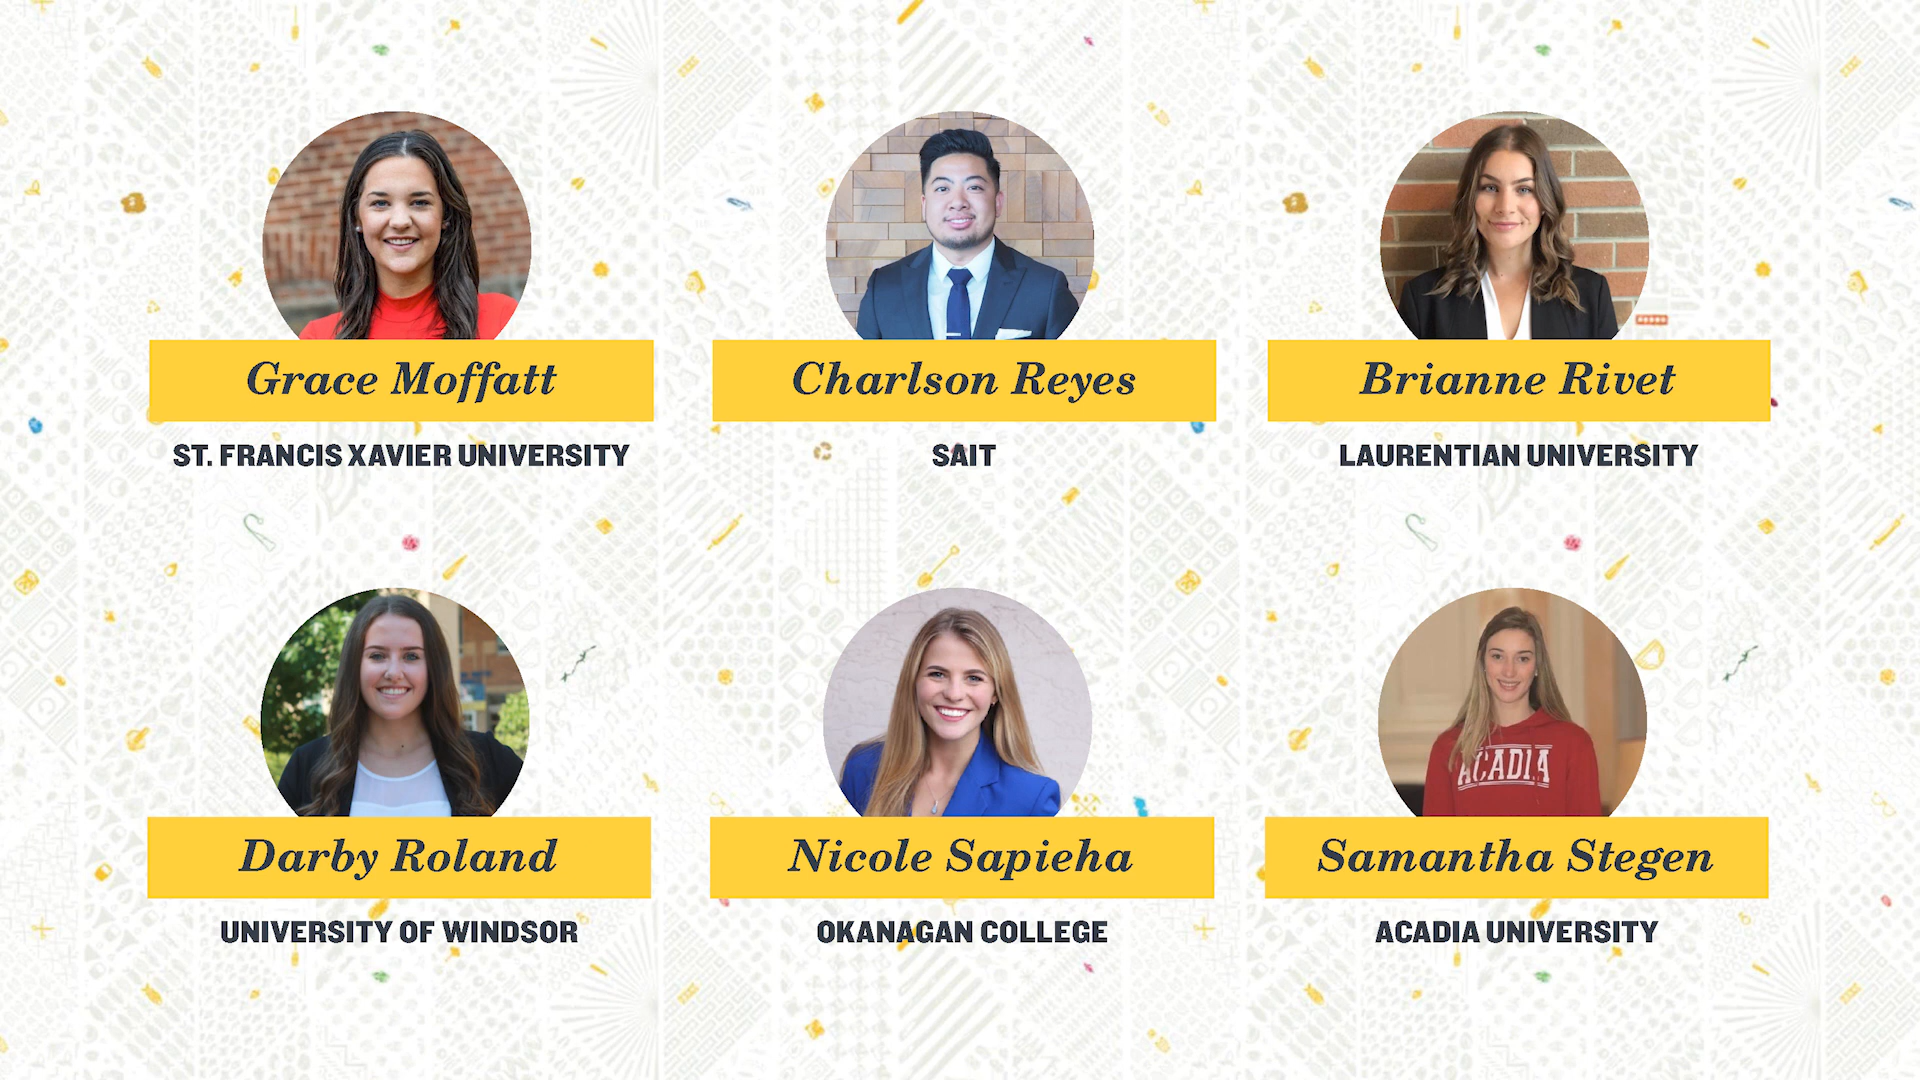 Grace Moffatt
ST. FRANCIS XAVIER UNIVERSITY
Charlson Reyes
SAIT
Brianne Rivet
LAURENTIAN UNIVERSITY
Darby Roland
UNIVERSITY OF WINDSOR
Nicole Sapieha
OKANAGAN COLLEGE
ACADIA
Samantha Stegen
ACADIA UNIVERSITY